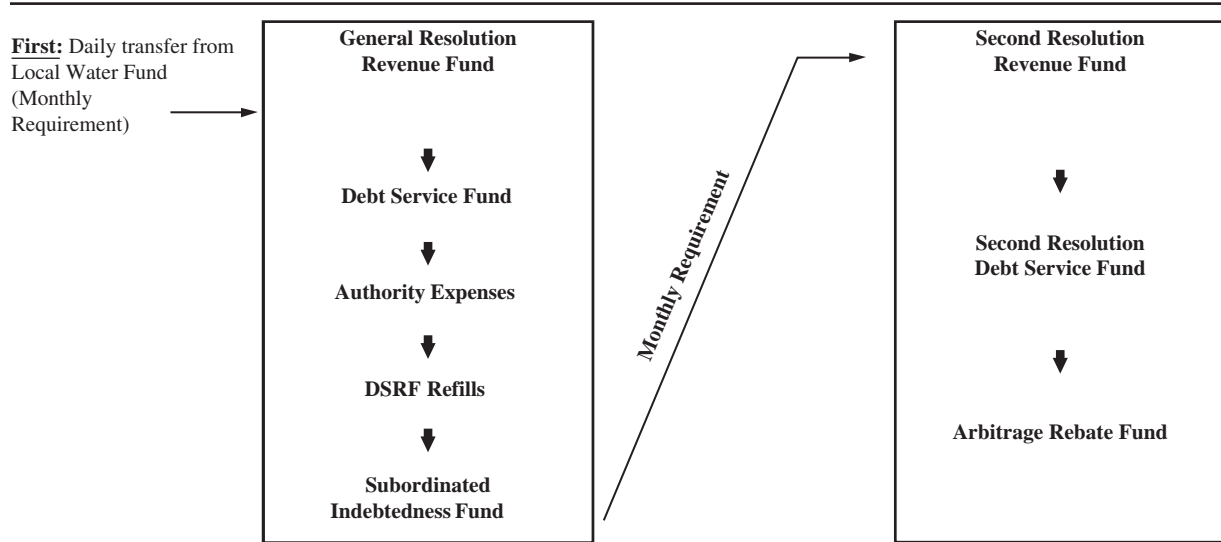 First: Daily transfer from
Local Water Fund
(Monthly
Requirement)
General Resolution
Revenue Fund
Debt Service Fund
Authority Expenses
DSRF Refills
Subordinated
Indebtedness Fund
Monthly Requirement
Second Resolution
Revenue Fund
Second Resolution
Debt Service Fund
Arbitrage Rebate Fund